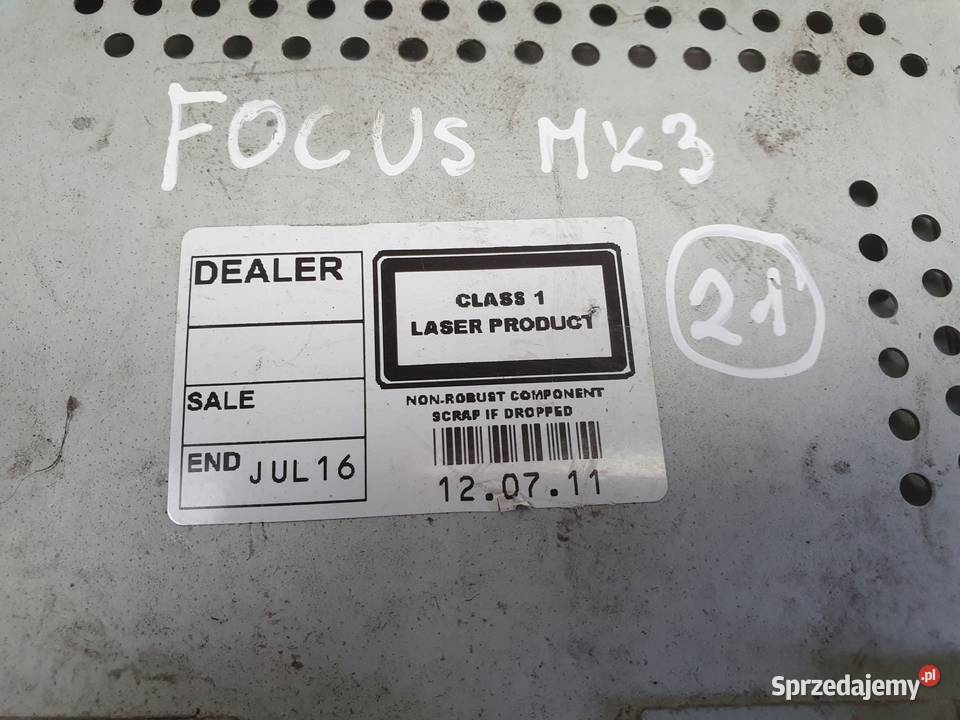 FOCUS MK3
21
DEALER
SALE
END JUL16
CLASS 1
LASER PRODUCT
NON-ROBUST COMPONENT
SCRAP IF DROPPED
12.07.11
Sprzedajemy.pl